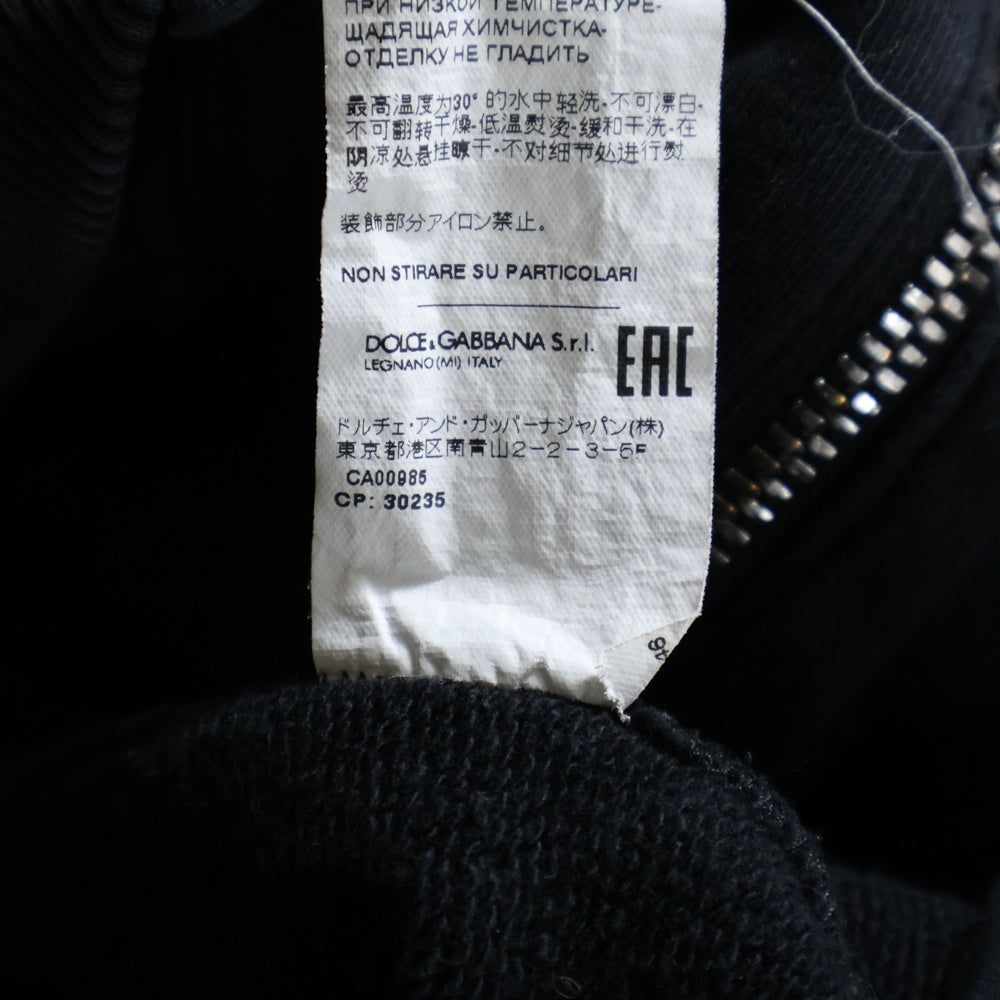 ПРИ НИЗКОЙ ТЕМПЕРАТУРЕ-
ЩАДЯЩАЯ ХИМЧИСТКА-
ОТДЕЛКУ НЕ ГЛАДИТЬ
最高温度为30°的水中轻洗-不可漂白-
不可翻转干燥-低温熨烫-缓和干洗-在
阴凉处悬挂晾干-不对细节处进行熨
烫
装飾部分アイロン禁止。
NON STIRARE SU PARTICOLARI
DOLCE & GABBANA S.r.l.
LEGNANO (MI) ITALY
EAC
ドルチェ・アンド・ガッバーナジャパン(株)
東京都港区南青山2-2-3-6F
CA00985
CP: 30235
46